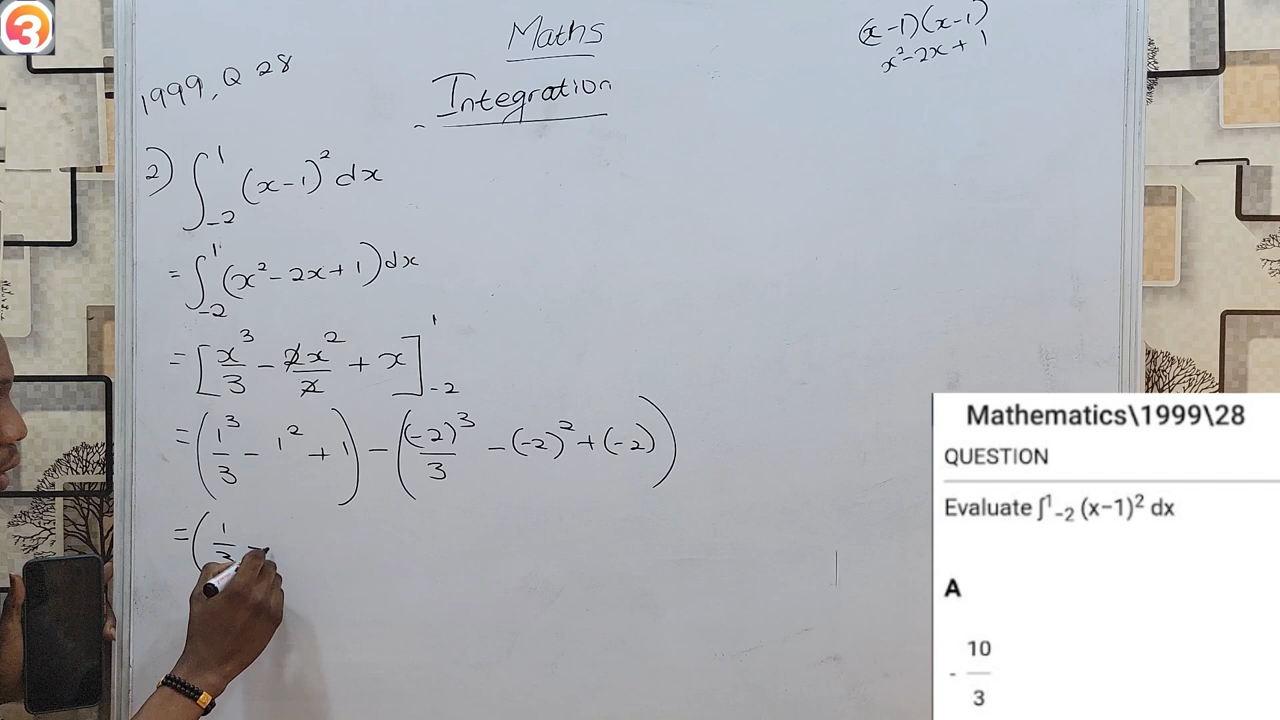 3
Maths
(x-1)(x-1)
x²-2x+1
1999, Q 28
Integration
2) ∫₋₂¹ (x-1)² dx
= ∫₋₂¹ (x²-2x+1) dx
= [x³/3 - 2x²/2 + x]₋₂¹
= (1³/3 - 1² + 1) - ((-2)³/3 - (-2)² + (-2))
= (1/3 -
Mathematics\1999\28
QUESTION
Evaluate ∫¹₋₂ (x−1)² dx
A
- 10/3